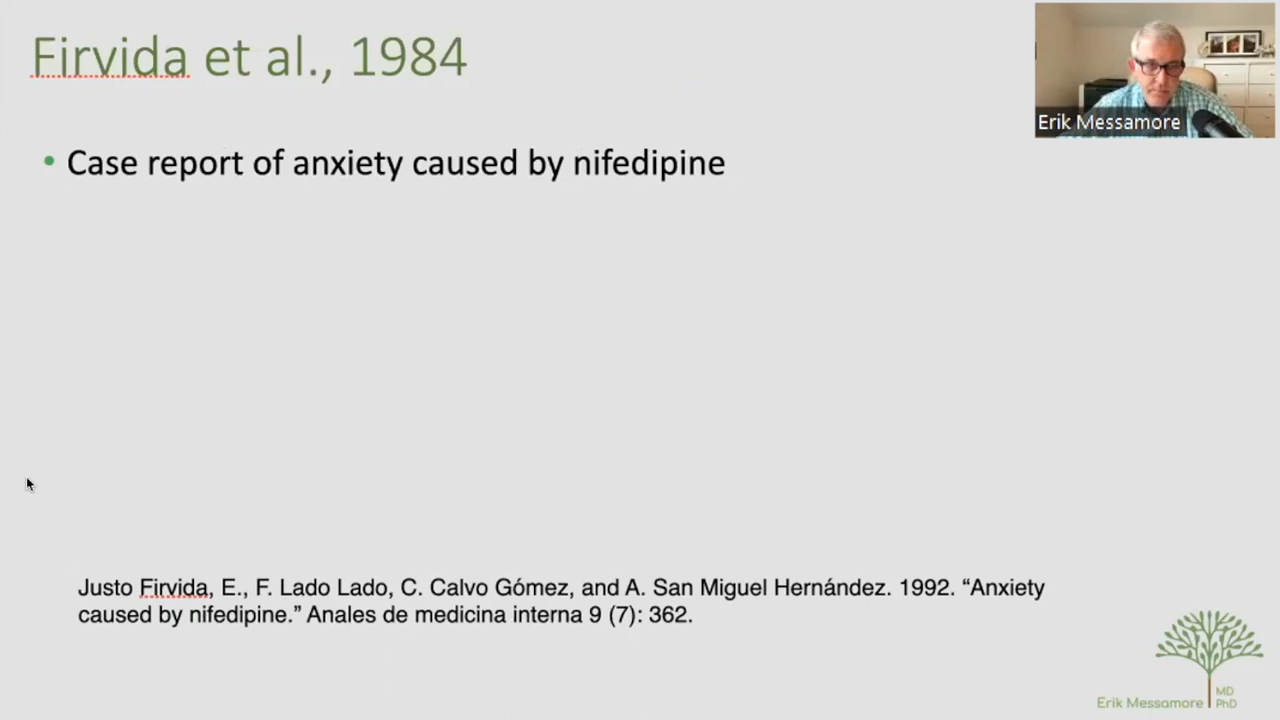 Firvida et al., 1984
Erik Messamore
• Case report of anxiety caused by nifedipine
Justo Firvida, E., F. Lado Lado, C. Calvo Gómez, and A. San Miguel Hernández. 1992. “Anxiety
caused by nifedipine.” Anales de medicina interna 9 (7): 362.
Erik Messamore
MD
PhD